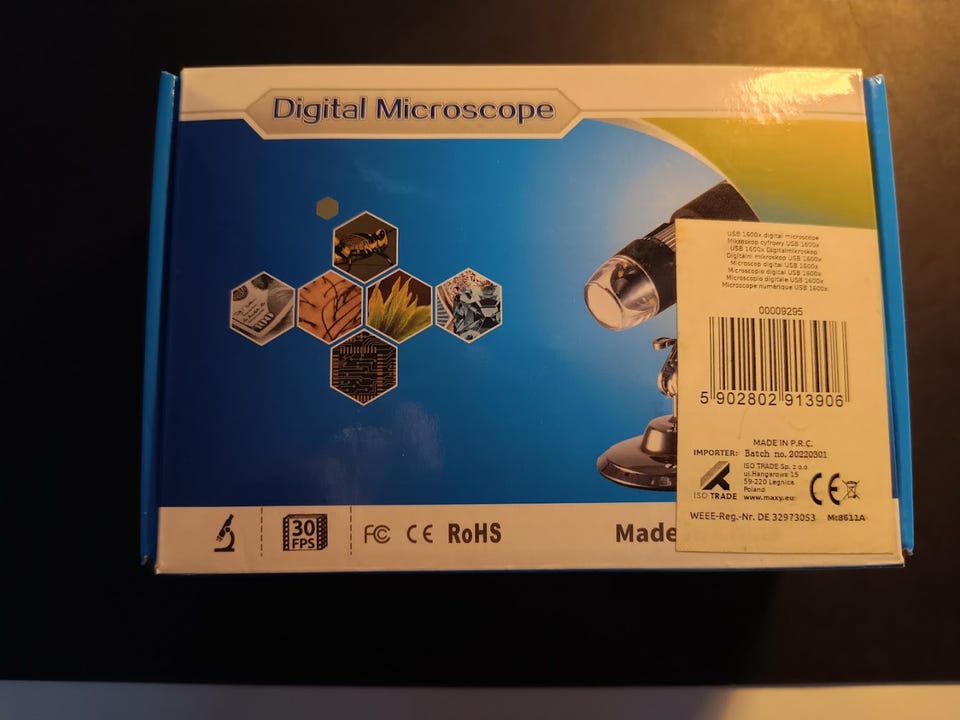 Digital Microscope
USB 1600x digital microscope
Mikroskop cyfrowy USB 1600x
USB 1600x Digitalmikroskop
Digitální mikroskop USB 1600x
Microscop digital USB 1600x
Microscopio digital USB 1600x
Microscopio digitale USB 1600x
Microscope numérique USB 1600x
00009295
5 902802 913906
MADE IN P.R.C.
IMPORTER: Batch no. 20220301
ISO TRADE Sp. z o.o.
ul.Hangarowa 15
59-220 Legnica
Poland
www.maxy.eu
ISO TRADE
CE
WEEE-Reg.-Nr. DE 32973053 Mt8611A
30
FPS
FC CE RoHS
Made